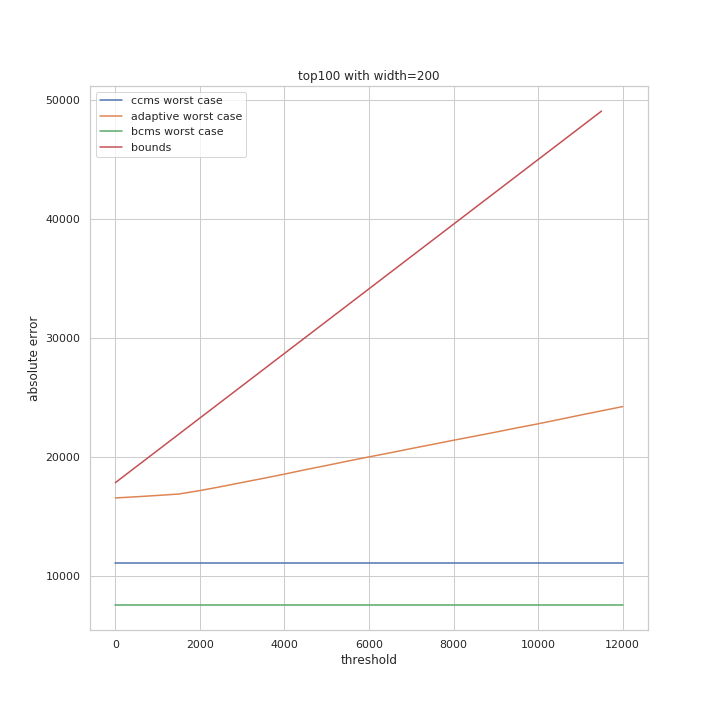 top100 with width=200
ccms worst case
adaptive worst case
bcms worst case
bounds
50000
40000
30000
20000
10000
absolute error
0 2000 4000 6000 8000 10000 12000
threshold